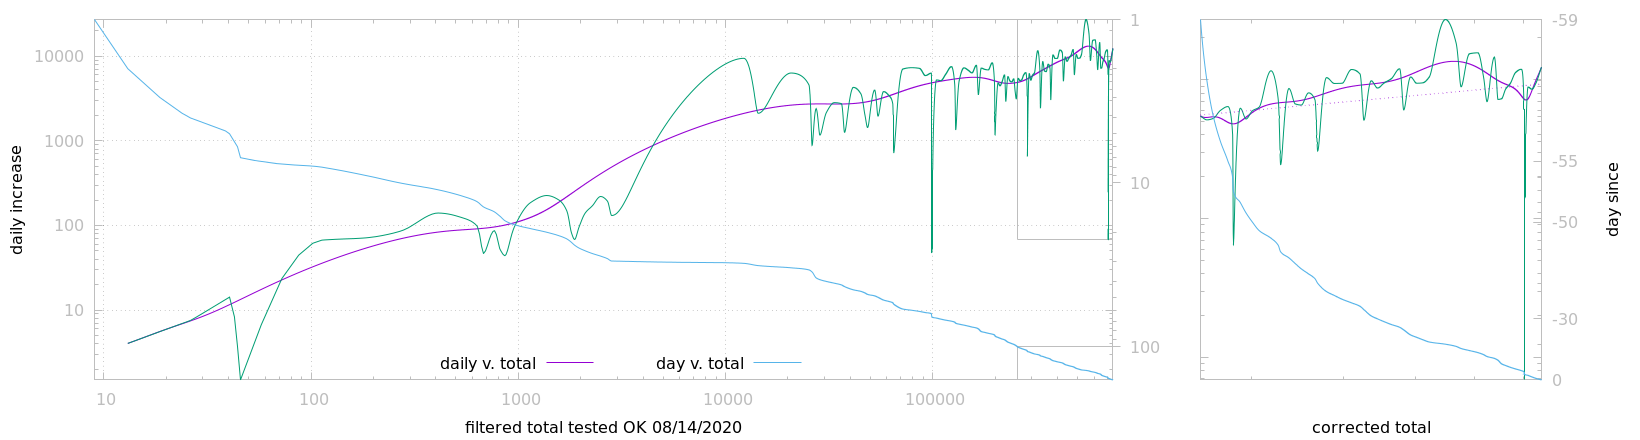 10000
1000
100
10
daily increase
10
100
1000
10000
100000
filtered total tested OK 08/14/2020
daily v. total
day v. total
1
10
100
-59
-55
-50
-30
0
day since
corrected total